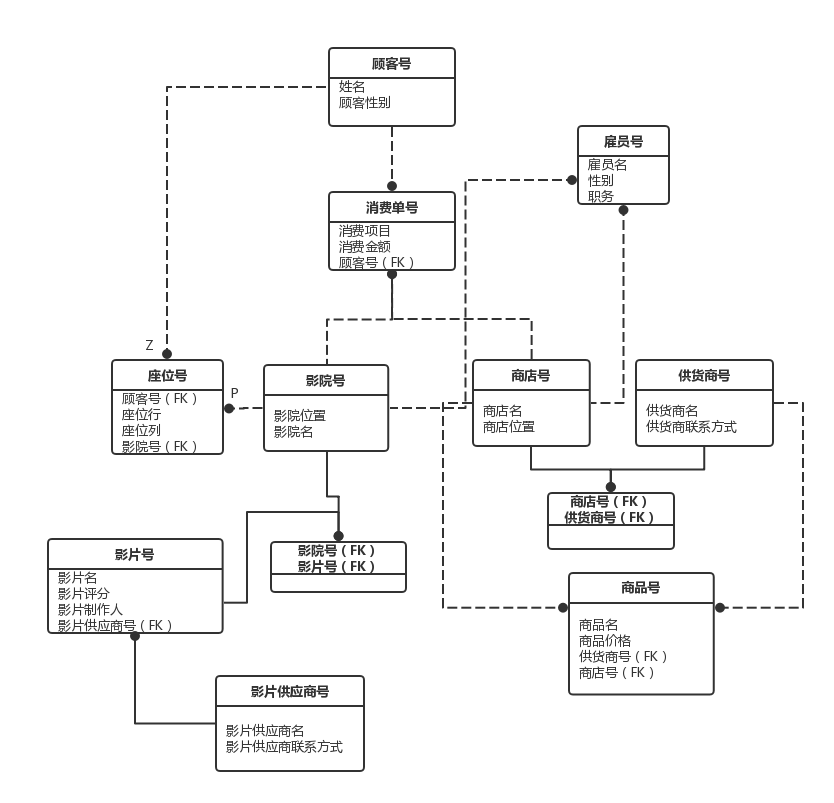 顾客号
姓名
顾客性别
雇员号
雇员名
性别
职务
消费单号
消费项目
消费金额
顾客号（FK）
Z
座位号
顾客号（FK）
座位行
座位列
影院号（FK）
P
影院号
影院位置
影院名
商店号
商店名
商店位置
供货商号
供货商名
供货商联系方式
商店号（FK）
供货商号（FK）
影院号（FK）
影片号（FK）
影片号
影片名
影片评分
影片制作人
影片供应商号（FK）
商品号
商品名
商品价格
供货商号（FK）
商店号（FK）
影片供应商号
影片供应商名
影片供应商联系方式